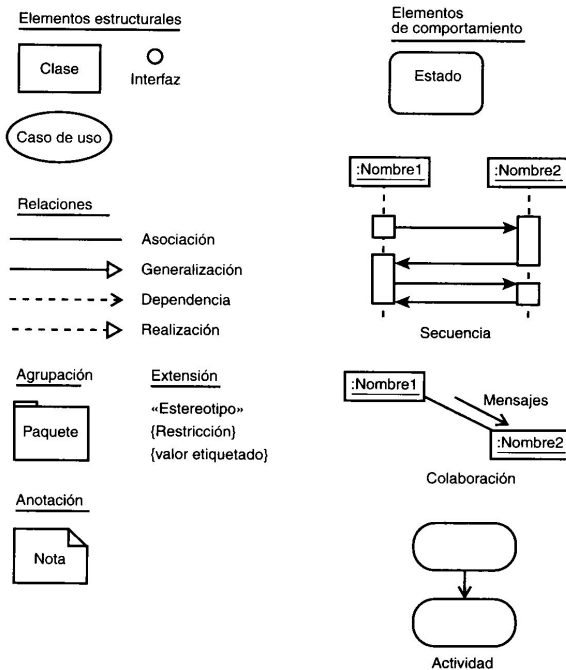 Elementos estructurales
Clase
Interfaz
Caso de uso
Relaciones
Asociación
Generalización
Dependencia
Realización
Agrupación
Paquete
Extensión
«Estereotipo»
{Restricción}
{valor etiquetado}
Anotación
Nota
Elementos
de comportamiento
Estado
:Nombre1
:Nombre2
Secuencia
:Nombre1
Mensajes
:Nombre2
Colaboración
Actividad